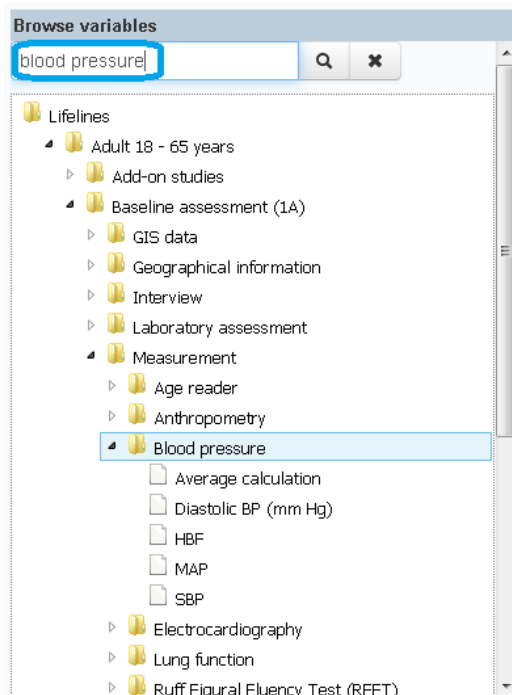 Browse variables
blood pressure
Lifelines
Adult 18 - 65 years
Add-on studies
Baseline assessment (1A)
GIS data
Geographical information
Interview
Laboratory assessment
Measurement
Age reader
Anthropometry
Blood pressure
Average calculation
Diastolic BP (mm Hg)
HBF
MAP
SBP
Electrocardiography
Lung function
Ruff Figural Fluency Test (RFFT)